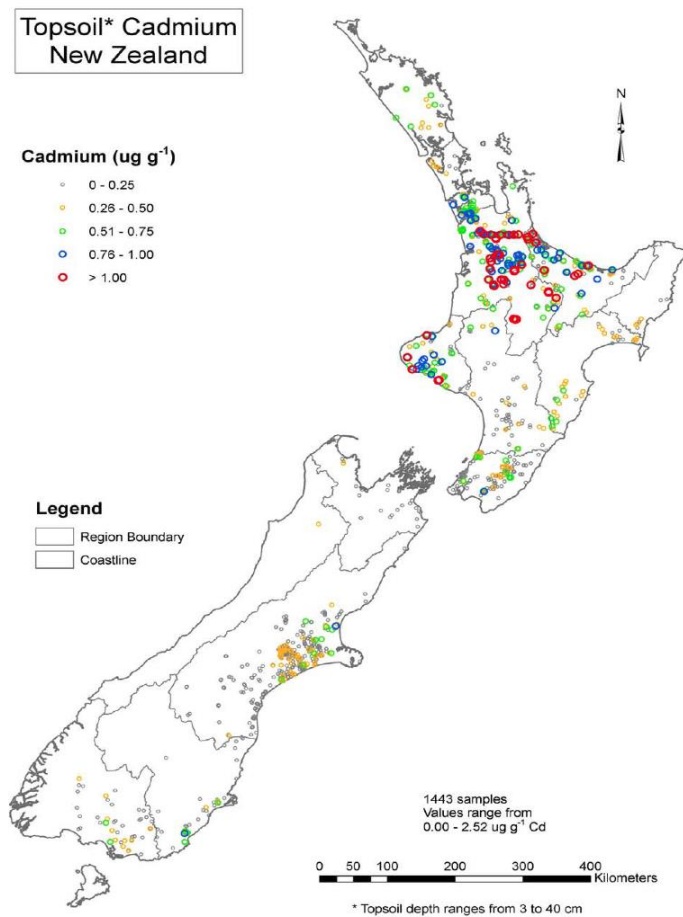 Topsoil* Cadmium
New Zealand
N
Cadmium (ug g⁻¹)
0 - 0.25
0.26 - 0.50
0.51 - 0.75
0.76 - 1.00
> 1.00
Legend
Region Boundary
Coastline
1443 samples
Values range from
0.00 - 2.52 ug g⁻¹ Cd
0 50 100 200 300 400
Kilometers
* Topsoil depth ranges from 3 to 40 cm